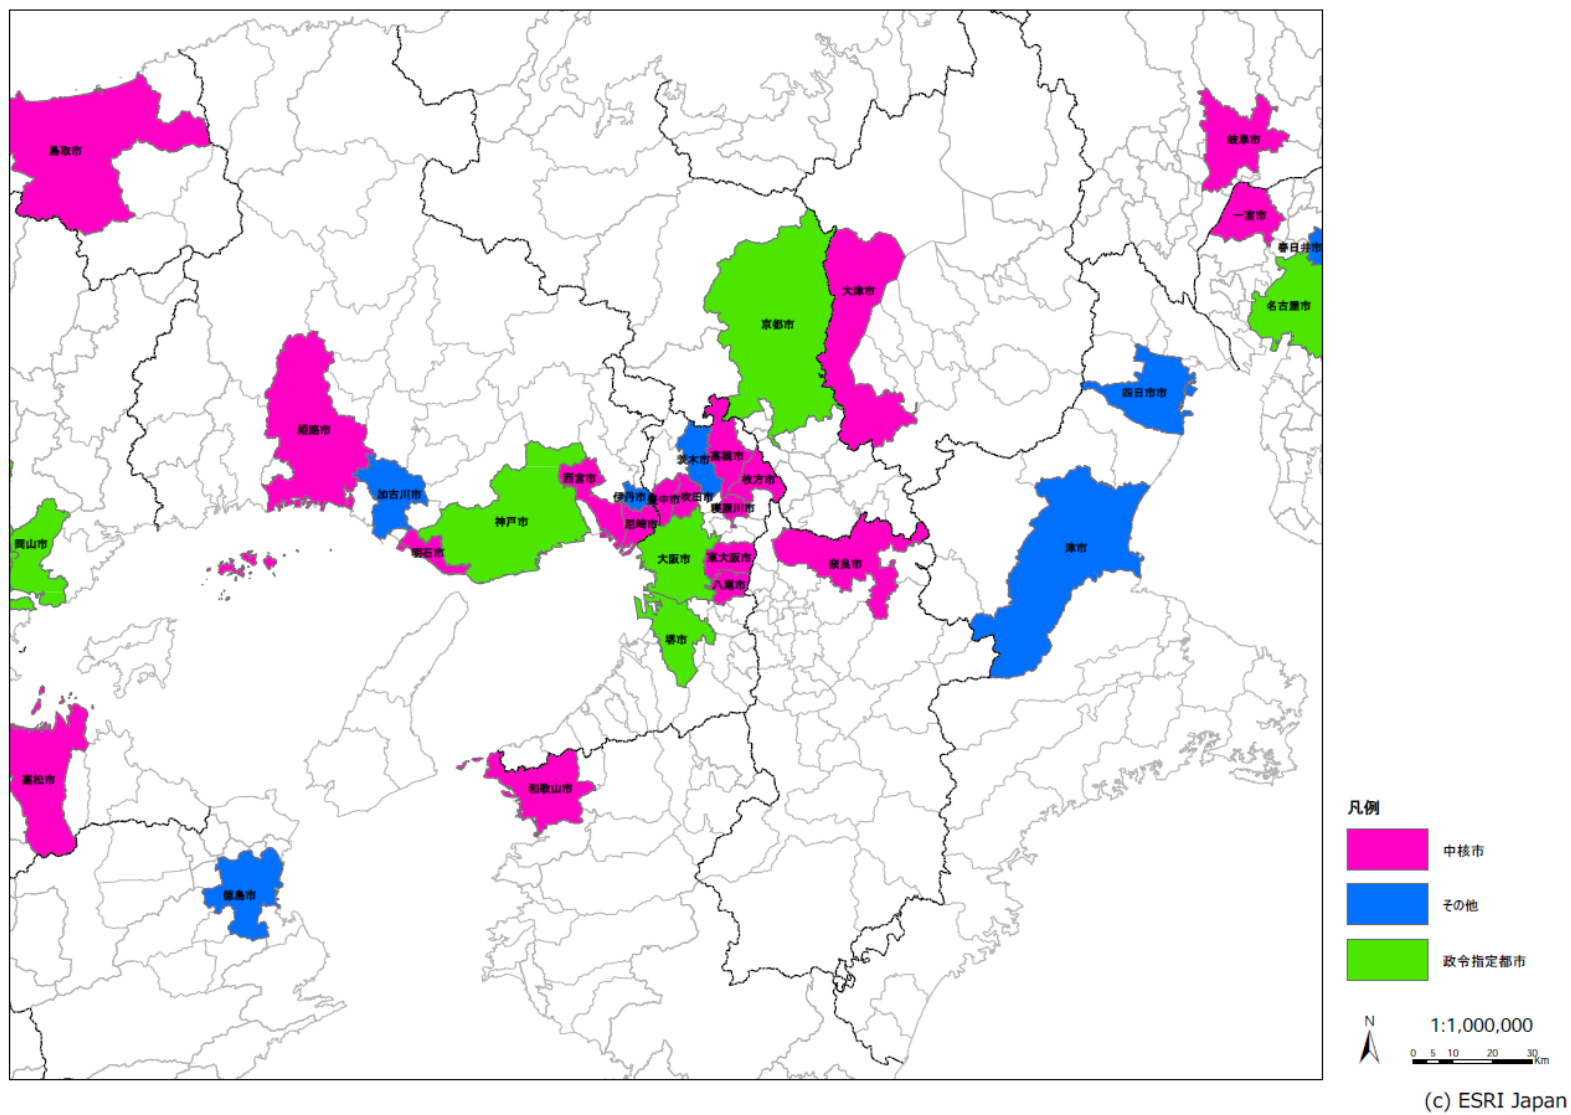 鳥取市
岐阜市
一宮市
春日井市
名古屋市
大津市
京都市
四日市市
姫路市
高槻市
茨木市
枚方市
西宮市
加古川市
伊丹市
豊中市
吹田市
寝屋川市
神戸市
尼崎市
岡山市
明石市
大阪市
東大阪市
奈良市
津市
八尾市
堺市
高松市
和歌山市
徳島市
凡例
中核市
その他
政令指定都市
N
1:1,000,000
0 5 10 20 30
Km
(c) ESRI Japan